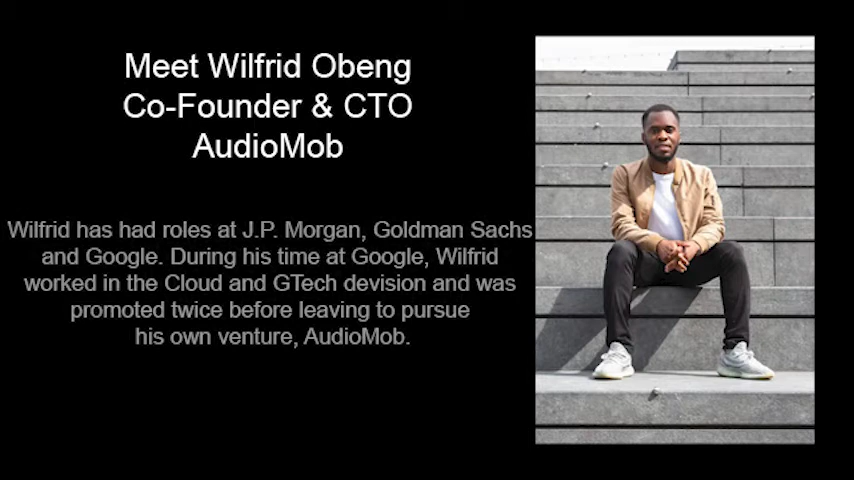 Meet Wilfrid Obeng
Co-Founder & CTO
AudioMob
Wilfrid has had roles at J.P. Morgan, Goldman Sachs
and Google. During his time at Google, Wilfrid
worked in the Cloud and GTech devision and was
promoted twice before leaving to pursue
his own venture, AudioMob.